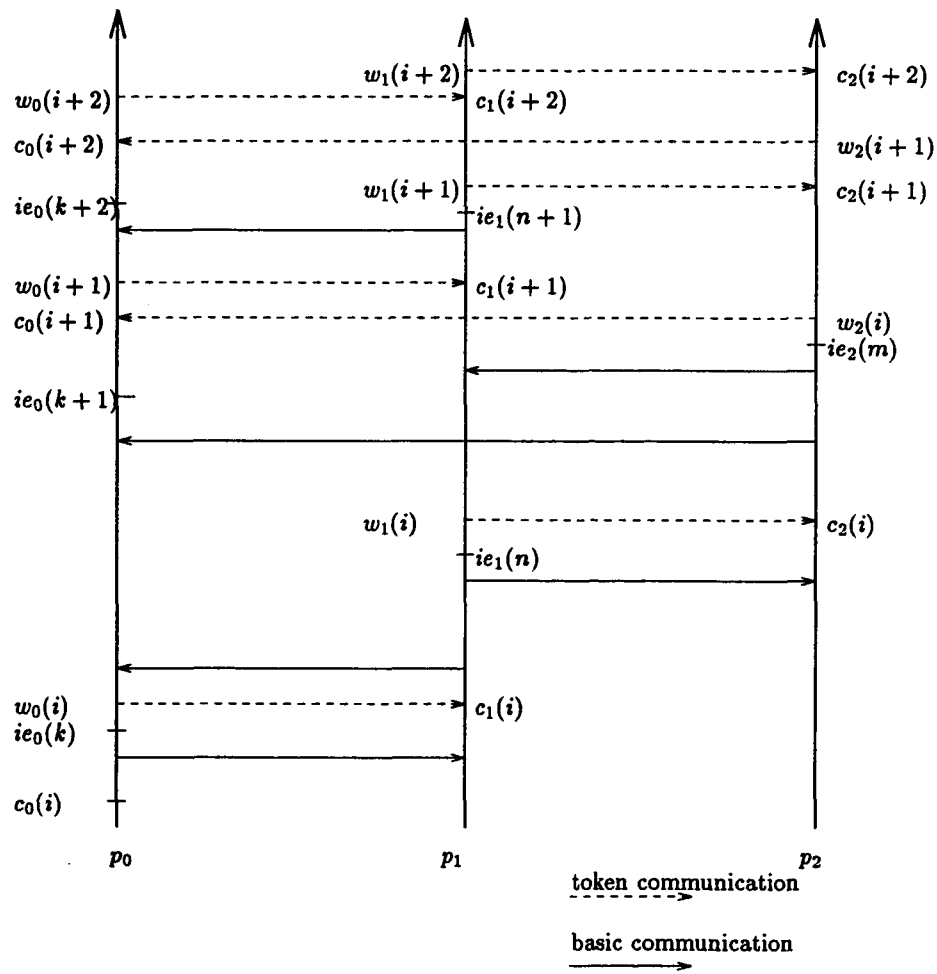 w₁(i + 2) c₂(i + 2)
w₀(i + 2) c₁(i + 2)
c₀(i + 2) w₂(i + 1)
w₁(i + 1) c₂(i + 1)
ie₀(k + 2) ie₁(n + 1)
w₀(i + 1) c₁(i + 1)
c₀(i + 1) w₂(i)
ie₂(m)
ie₀(k + 1)
w₁(i) c₂(i)
ie₁(n)
w₀(i) c₁(i)
ie₀(k)
c₀(i)
p₀ p₁ p₂
token communication
basic communication